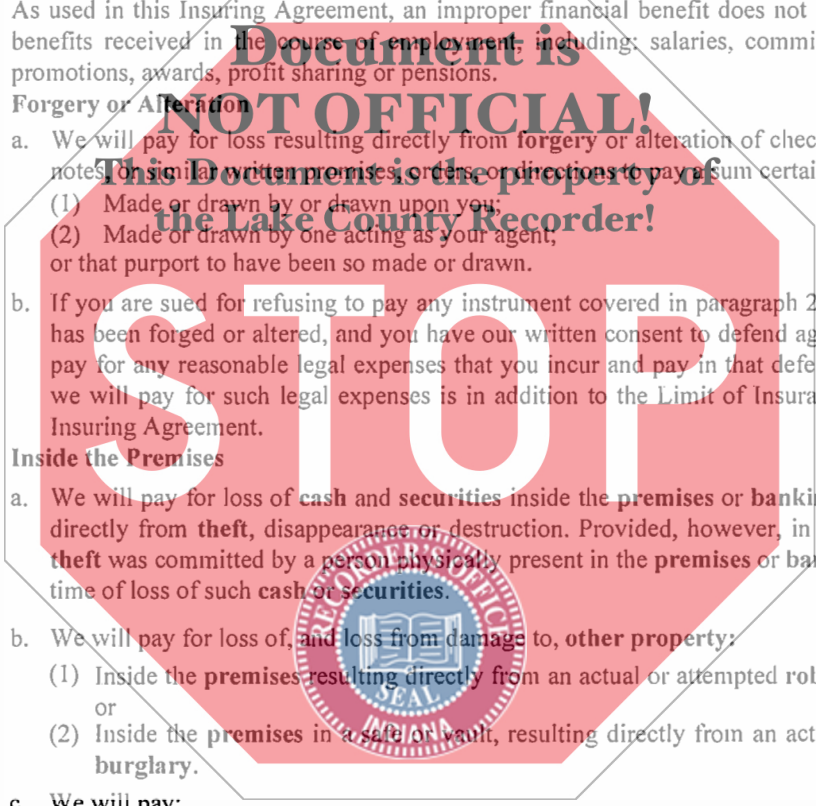 As used in this Insuring Agreement, an improper financial benefit does not
Document is
benefits received in the course of employment, including: salaries, commi
promotions, awards, profit sharing or pensions.
NOT OFFICIAL!
Forgery or Alteration
a. We will pay for loss resulting directly from forgery or alteration of chec
This Document is the property of
notes, or similar written promises, orders, or directions to pay a sum certai
(1) Made or drawn by or drawn upon you;
the Lake County Recorder!
(2) Made or drawn by one acting as your agent;
or that purport to have been so made or drawn.
b. If you are sued for refusing to pay any instrument covered in paragraph 2
has been forged or altered, and you have our written consent to defend ag
pay for any reasonable legal expenses that you incur and pay in that defe
we will pay for such legal expenses is in addition to the Limit of Insura
Insuring Agreement.
STOP
Inside the Premises
a. We will pay for loss of cash and securities inside the premises or banki
directly from theft, disappearance or destruction. Provided, however, in
theft was committed by a person physically present in the premises or ban
time of loss of such cash or securities.
RECORDER'S OFFICE
b. We will pay for loss of, and loss from damage to, other property:
(1) Inside the premises resulting directly from an actual or attempted rob
SEAL
or
INDIANA
(2) Inside the premises in a safe or vault, resulting directly from an act
burglary.
c. We will pay: